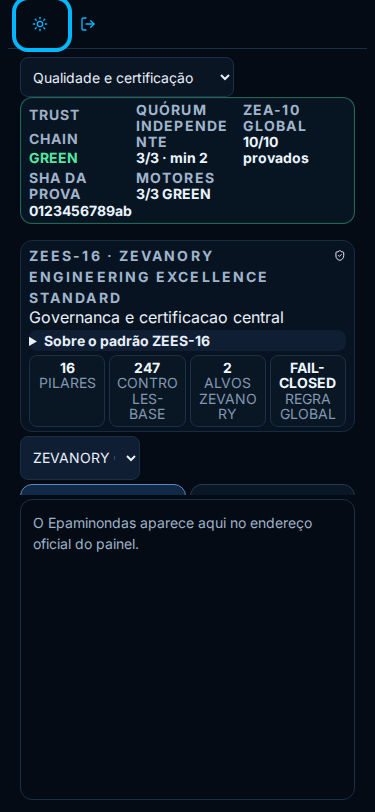 Qualidade e certificação
TRUST
CHAIN
GREEN
QUÓRUM
INDEPENDE
NTE
3/3 · min 2
ZEA-10
GLOBAL
10/10
provados
SHA DA
PROVA
0123456789ab
MOTORES
3/3 GREEN
ZEES-16 · ZEVANORY
ENGINEERING EXCELLENCE
STANDARD
Governanca e certificacao central
Sobre o padrão ZEES-16
16
PILARES
247
CONTRO
LES-
BASE
2
ALVOS
ZEVANO
RY
FAIL-
CLOSED
REGRA
GLOBAL
ZEVANORY
O Epaminondas aparece aqui no endereço
oficial do painel.